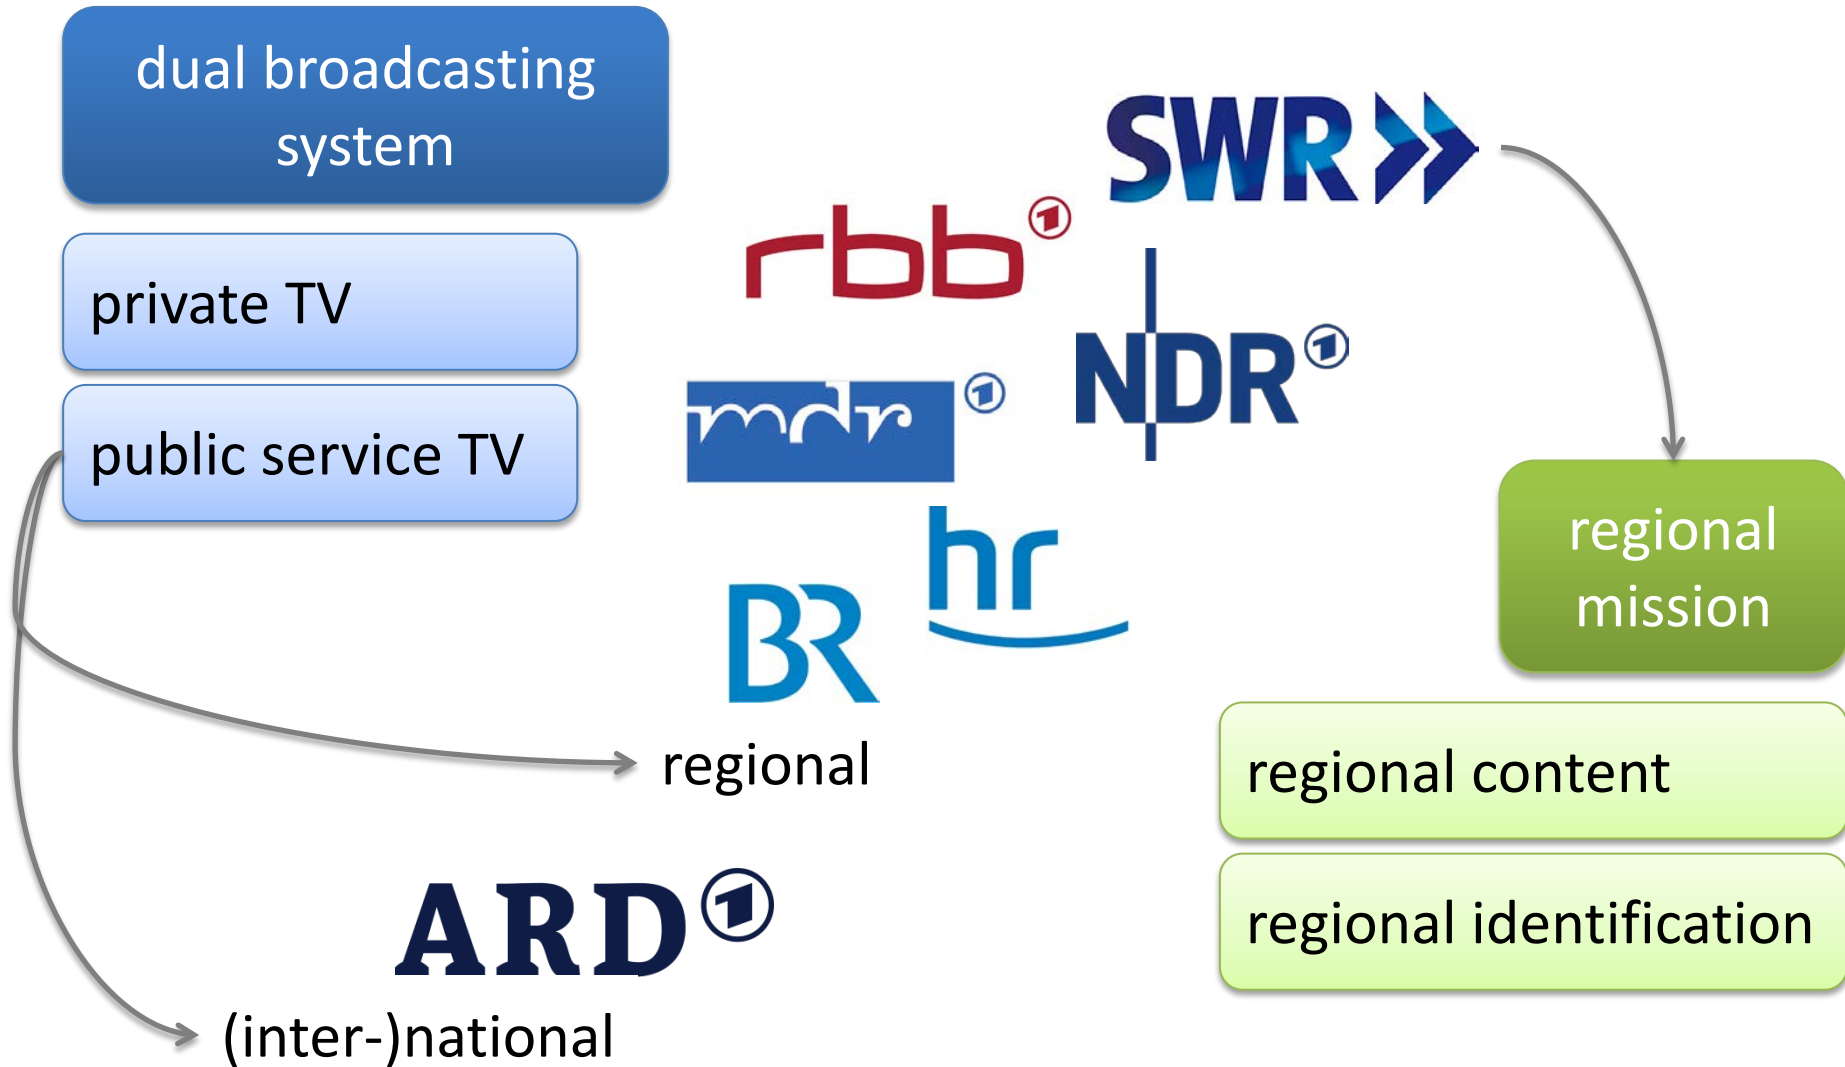 dual broadcasting
system
private TV
public service TV
SWR
rbb
NDR
mdr
hr
BR
regional
ARD
(inter-)national
regional
mission
regional content
regional identification